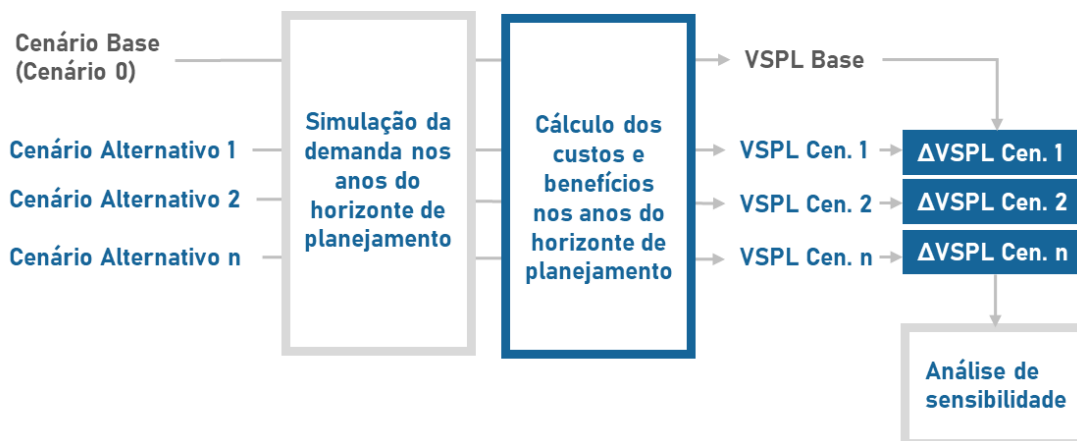 Cenário Base
(Cenário 0)
Cenário Alternativo 1
Cenário Alternativo 2
Cenário Alternativo n
Simulação da
demanda nos
anos do
horizonte de
planejamento
Cálculo dos
custos e
benefícios
nos anos do
horizonte de
planejamento
VSPL Base
VSPL Cen. 1
VSPL Cen. 2
VSPL Cen. n
ΔVSPL Cen. 1
ΔVSPL Cen. 2
ΔVSPL Cen. n
Análise de
sensibilidade